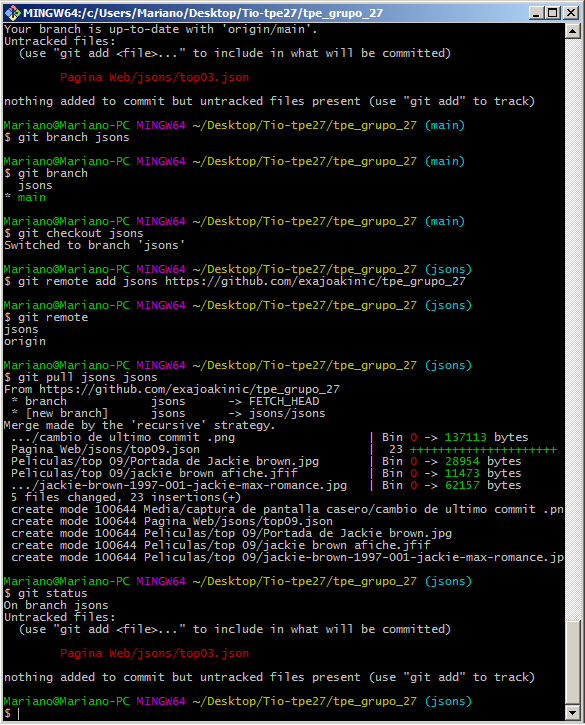 MINGW64:/c/Users/Mariano/Desktop/Tio-tpe27/tpe_grupo_27
Your branch is up-to-date with 'origin/main'.
Untracked files:
  (use "git add <file>..." to include in what will be committed)

        Pagina Web/jsons/top03.json

nothing added to commit but untracked files present (use "git add" to track)

Mariano@Mariano-PC MINGW64 ~/Desktop/Tio-tpe27/tpe_grupo_27 (main)
$ git branch jsons

Mariano@Mariano-PC MINGW64 ~/Desktop/Tio-tpe27/tpe_grupo_27 (main)
$ git branch
  jsons
* main

Mariano@Mariano-PC MINGW64 ~/Desktop/Tio-tpe27/tpe_grupo_27 (main)
$ git checkout jsons
Switched to branch 'jsons'

Mariano@Mariano-PC MINGW64 ~/Desktop/Tio-tpe27/tpe_grupo_27 (jsons)
$ git remote add jsons https://github.com/exajoakinic/tpe_grupo_27

Mariano@Mariano-PC MINGW64 ~/Desktop/Tio-tpe27/tpe_grupo_27 (jsons)
$ git remote
jsons
origin

Mariano@Mariano-PC MINGW64 ~/Desktop/Tio-tpe27/tpe_grupo_27 (jsons)
$ git pull jsons jsons
From https://github.com/exajoakinic/tpe_grupo_27
 * branch            jsons      -> FETCH_HEAD
 * [new branch]      jsons      -> jsons/jsons
Merge made by the 'recursive' strategy.
 .../cambio de ultimo commit .png                  | Bin 0 -> 137113 bytes
 Pagina Web/jsons/top09.json                       |  23 +++++++++++++++++++++
 Peliculas/top 09/Portada de Jackie brown.jpg      | Bin 0 -> 28954 bytes
 Peliculas/top 09/jackie brown afiche.jfif         | Bin 0 -> 11473 bytes
 .../jackie-brown-1997-001-jackie-max-romance.jpg  | Bin 0 -> 62157 bytes
 5 files changed, 23 insertions(+)
 create mode 100644 Media/captura de pantalla casero/cambio de ultimo commit .pn
 create mode 100644 Pagina Web/jsons/top09.json
 create mode 100644 Peliculas/top 09/Portada de Jackie brown.jpg
 create mode 100644 Peliculas/top 09/jackie brown afiche.jfif
 create mode 100644 Peliculas/top 09/jackie-brown-1997-001-jackie-max-romance.jp

Mariano@Mariano-PC MINGW64 ~/Desktop/Tio-tpe27/tpe_grupo_27 (jsons)
$ git status
On branch jsons
Untracked files:
  (use "git add <file>..." to include in what will be committed)

        Pagina Web/jsons/top03.json

nothing added to commit but untracked files present (use "git add" to track)

Mariano@Mariano-PC MINGW64 ~/Desktop/Tio-tpe27/tpe_grupo_27 (jsons)
$